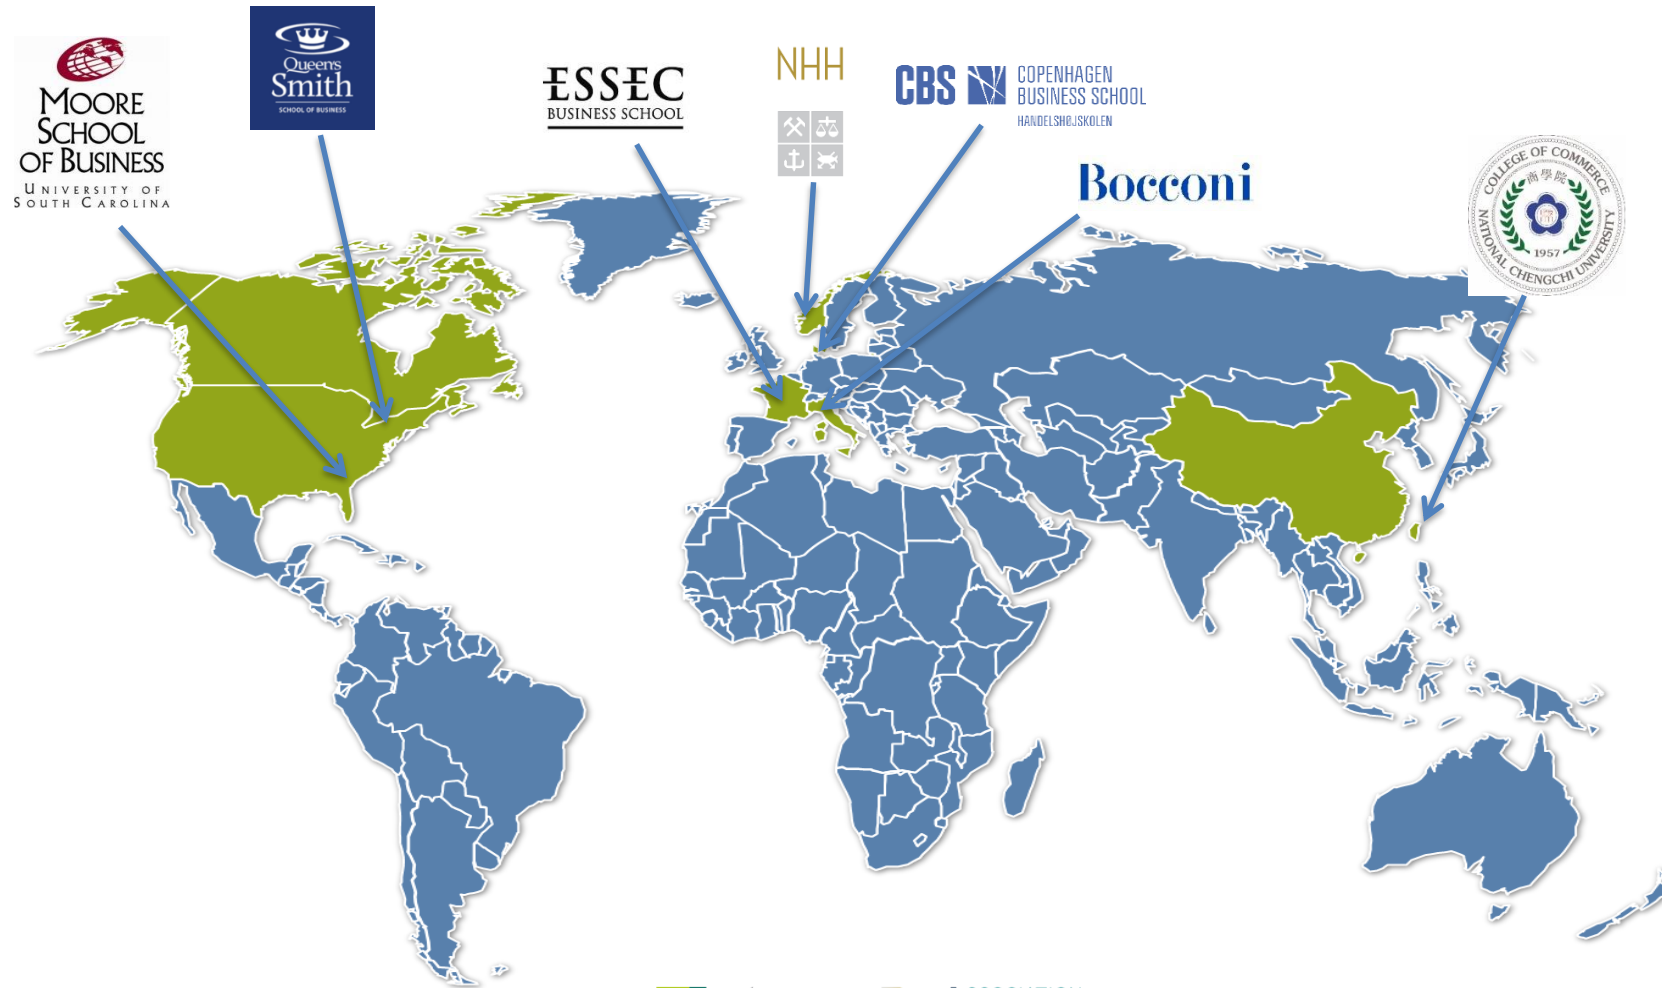 MOORE
SCHOOL
OF BUSINESS
UNIVERSITY OF
SOUTH CAROLINA
Queen's
Smith
SCHOOL OF BUSINESS
ESSEC
BUSINESS SCHOOL
NHH
CBS
COPENHAGEN
BUSINESS SCHOOL
HANDELSHØJSKOLEN
Bocconi
COLLEGE OF COMMERCE
商學院
1957
NATIONAL CHENGCHI UNIVERSITY